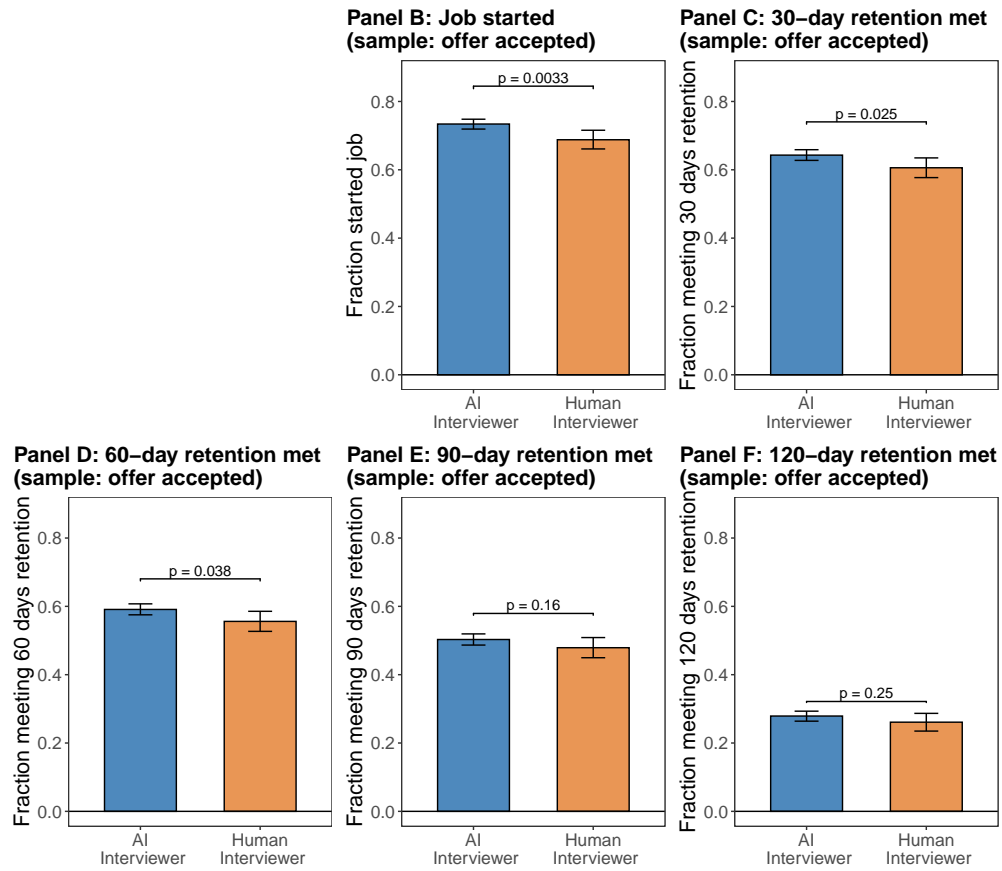 Panel B: Job started
(sample: offer accepted)
Fraction started job
0.8
0.6
0.4
0.2
0.0
p = 0.0033
AI
Interviewer
Human
Interviewer
Panel C: 30−day retention met
(sample: offer accepted)
Fraction meeting 30 days retention
0.8
0.6
0.4
0.2
0.0
p = 0.025
AI
Interviewer
Human
Interviewer
Panel D: 60−day retention met
(sample: offer accepted)
Fraction meeting 60 days retention
0.8
0.6
0.4
0.2
0.0
p = 0.038
AI
Interviewer
Human
Interviewer
Panel E: 90−day retention met
(sample: offer accepted)
Fraction meeting 90 days retention
0.8
0.6
0.4
0.2
0.0
p = 0.16
AI
Interviewer
Human
Interviewer
Panel F: 120−day retention met
(sample: offer accepted)
Fraction meeting 120 days retention
0.8
0.6
0.4
0.2
0.0
p = 0.25
AI
Interviewer
Human
Interviewer